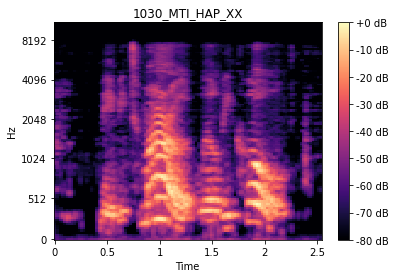 1030_MTI_HAP_XX
+0 dB
8192
-10 dB
4096
-20 dB
-30 dB
2048
Hz
-40 dB
1024
-50 dB
512
-60 dB
-70 dB
0
-80 dB
0 0.5 1 1.5 2 2.5
Time